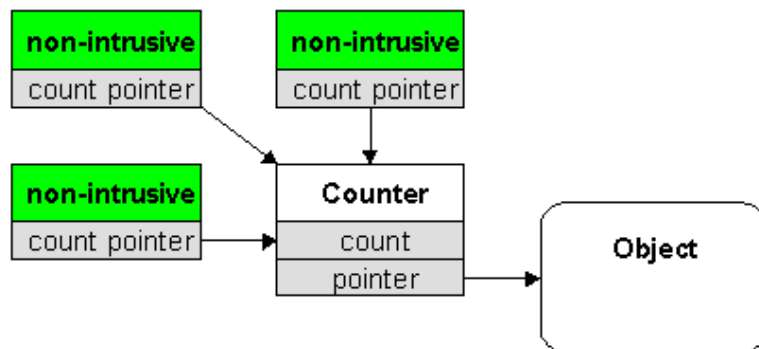 non-intrusive
count pointer
non-intrusive
count pointer
non-intrusive
count pointer
Counter
count
pointer
Object